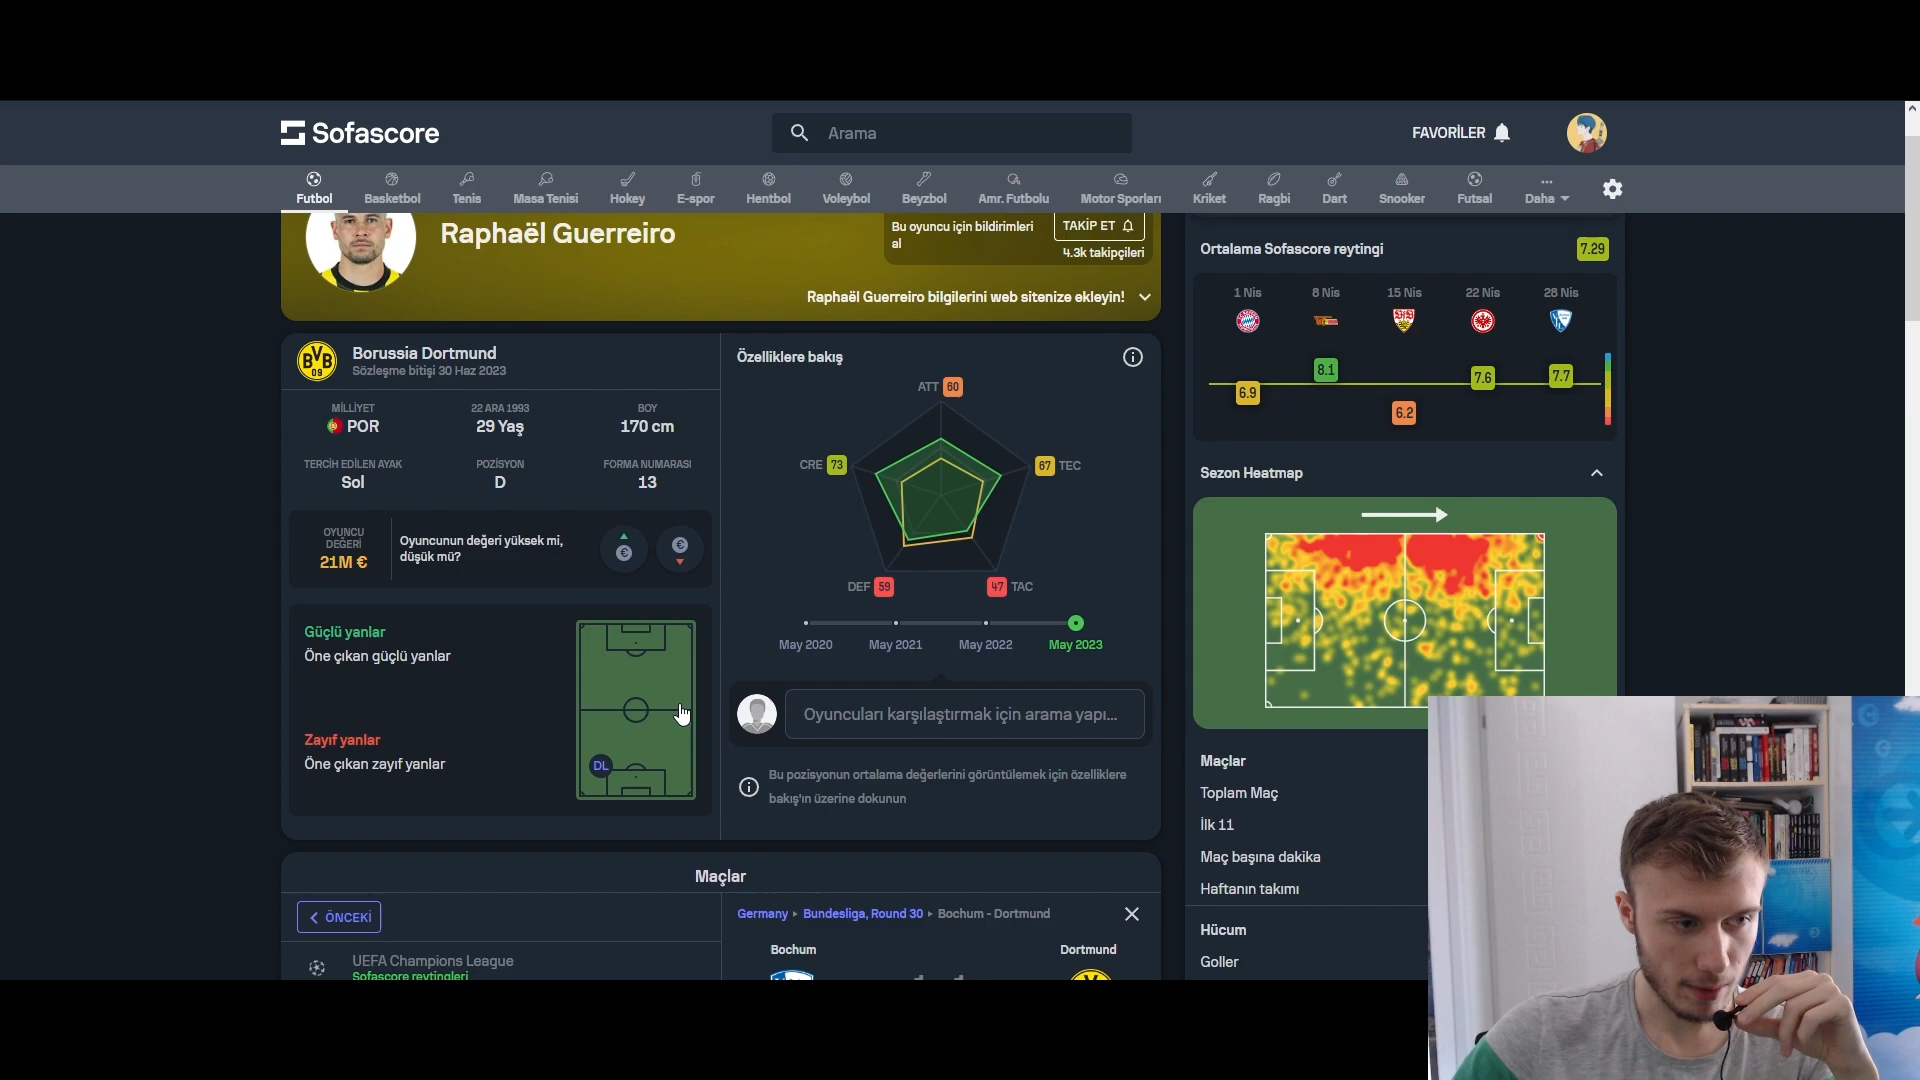 Sofascore
Arama
FAVORİLER
Futbol
Basketbol
Tenis
Masa Tenisi
Hokey
E-spor
Hentbol
Voleybol
Beyzbol
Amr. Futbolu
Motor Sporları
Kriket
Ragbi
Dart
Snooker
Futsal
Daha
Raphaël Guerreiro
Bu oyuncu için bildirimleri
al
TAKİP ET
4.3k takipçileri
Raphaël Guerreiro bilgilerini web sitenize ekleyin!
BVB
09
Borussia Dortmund
Sözleşme bitişi 30 Haz 2023
MİLLİYET
POR
22 ARA 1993
29 Yaş
BOY
170 cm
TERCİH EDİLEN AYAK
Sol
POZİSYON
D
FORMA NUMARASI
13
OYUNCU
DEĞERİ
21M €
Oyuncunun değeri yüksek mi,
düşük mü?
€
€
Güçlü yanlar
Öne çıkan güçlü yanlar
Zayıf yanlar
Öne çıkan zayıf yanlar
DL
Özelliklere bakış
ATT 60
CRE 73
67 TEC
DEF 59
47 TAC
May 2020
May 2021
May 2022
May 2023
Oyuncuları karşılaştırmak için arama yapı...
Bu pozisyonun ortalama değerlerini görüntülemek için özelliklere
bakış'ın üzerine dokunun
Maçlar
ÖNCEKİ
UEFA Champions League
Sofascore reytingleri
Germany
Bundesliga, Round 30
Bochum - Dortmund
Bochum
Dortmund
Ortalama Sofascore reytingi
7.29
1 Nis
8 Nis
15 Nis
22 Nis
28 Nis
6.9
8.1
6.2
7.6
7.7
Sezon Heatmap
Maçlar
Toplam Maç
İlk 11
Maç başına dakika
Haftanın takımı
Hücum
Goller